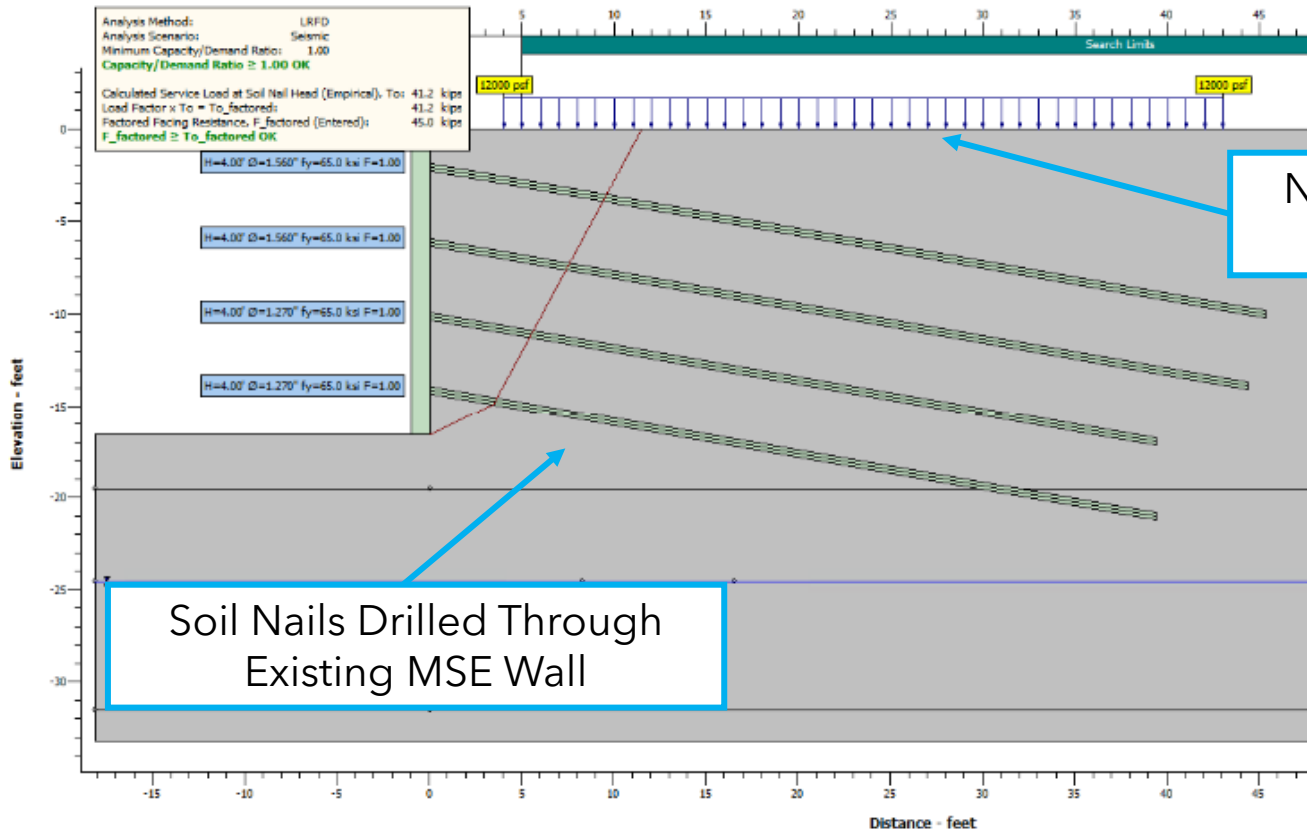 Analysis Method: LRFD
Analysis Scenario: Seismic
Minimum Capacity/Demand Ratio: 1.00
Capacity/Demand Ratio ≥ 1.00 OK
Calculated Service Load at Soil Nail Head (Empirical), To: 41.2 kips
Load Factor x To = To_factored: 41.2 kips
Factored Facing Resistance, F_factored (Entered): 45.0 kips
F_factored ≥ To_factored OK
5 10 15 20 25 30 35 40 45
Search Limits
12000 psf 12000 psf
N
H=4.00' Ø=1.560" fy=65.0 ksi F=1.00
H=4.00' Ø=1.560" fy=65.0 ksi F=1.00
H=4.00' Ø=1.270" fy=65.0 ksi F=1.00
H=4.00' Ø=1.270" fy=65.0 ksi F=1.00
Elevation - feet
0
-5
-10
-15
-20
-25
-30
Soil Nails Drilled Through
Existing MSE Wall
-15 -10 -5 0 5 10 15 20 25 30 35 40 45
Distance - feet